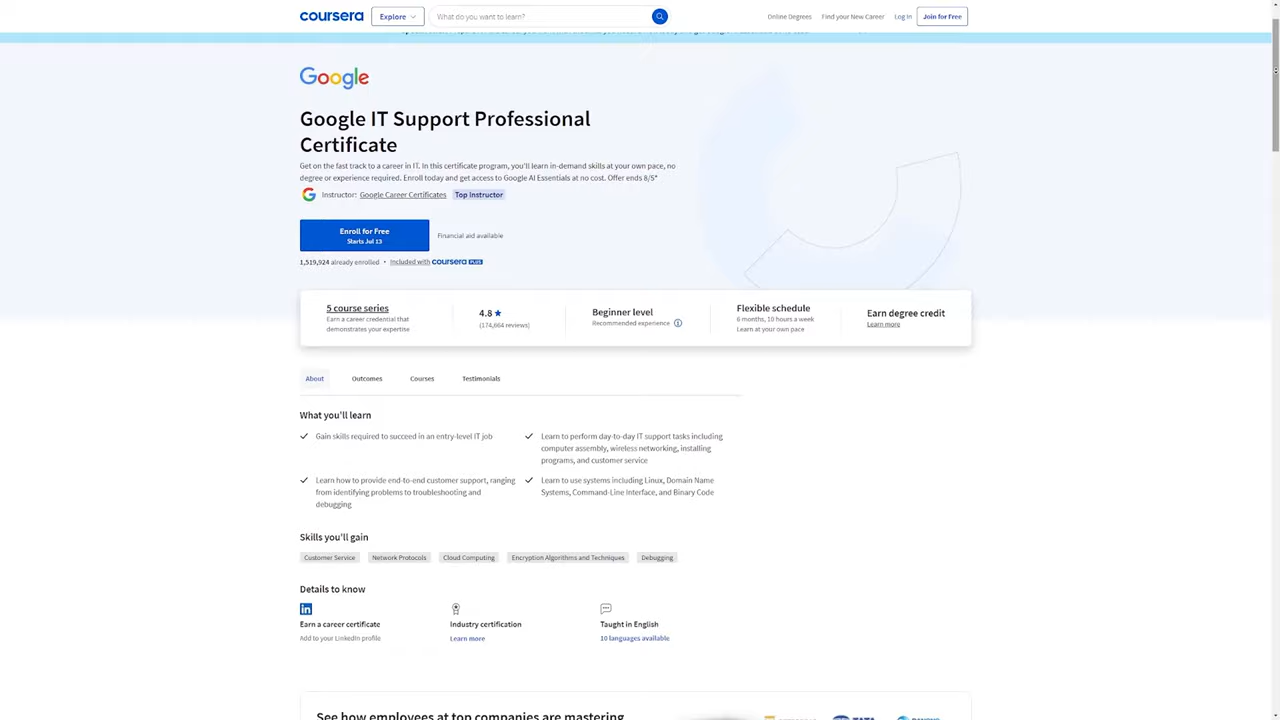 coursera
Explore
What do you want to learn?
Online Degrees
Find your New Career
Log In
Join for Free
Google
Google IT Support Professional
Certificate
Get on the fast track to a career in IT. In this certificate program, you'll learn in-demand skills at your own pace, no
degree or experience required. Enroll today and get access to Google AI Essentials at no cost. Offer ends 8/5*
Instructor: Google Career Certificates Top Instructor
Enroll for Free
Starts Jul 13
Financial aid available
1,519,924 already enrolled • Included with coursera PLUS
5 course series
Earn a career credential that
demonstrates your expertise
4.8
(174,664 reviews)
Beginner level
Recommended experience
Flexible schedule
6 months, 10 hours a week
Learn at your own pace
Earn degree credit
Learn more
About
Outcomes
Courses
Testimonials
What you'll learn
Gain skills required to succeed in an entry-level IT job
Learn to perform day-to-day IT support tasks including
computer assembly, wireless networking, installing
programs, and customer service
Learn how to provide end-to-end customer support, ranging
from identifying problems to troubleshooting and
debugging
Learn to use systems including Linux, Domain Name
Systems, Command-Line Interface, and Binary Code
Skills you'll gain
Customer Service
Network Protocols
Cloud Computing
Encryption Algorithms and Techniques
Debugging
Details to know
in
Earn a career certificate
Add to your LinkedIn profile
Industry certification
Learn more
Taught in English
10 languages available
See how employees at top companies are mastering
TATA